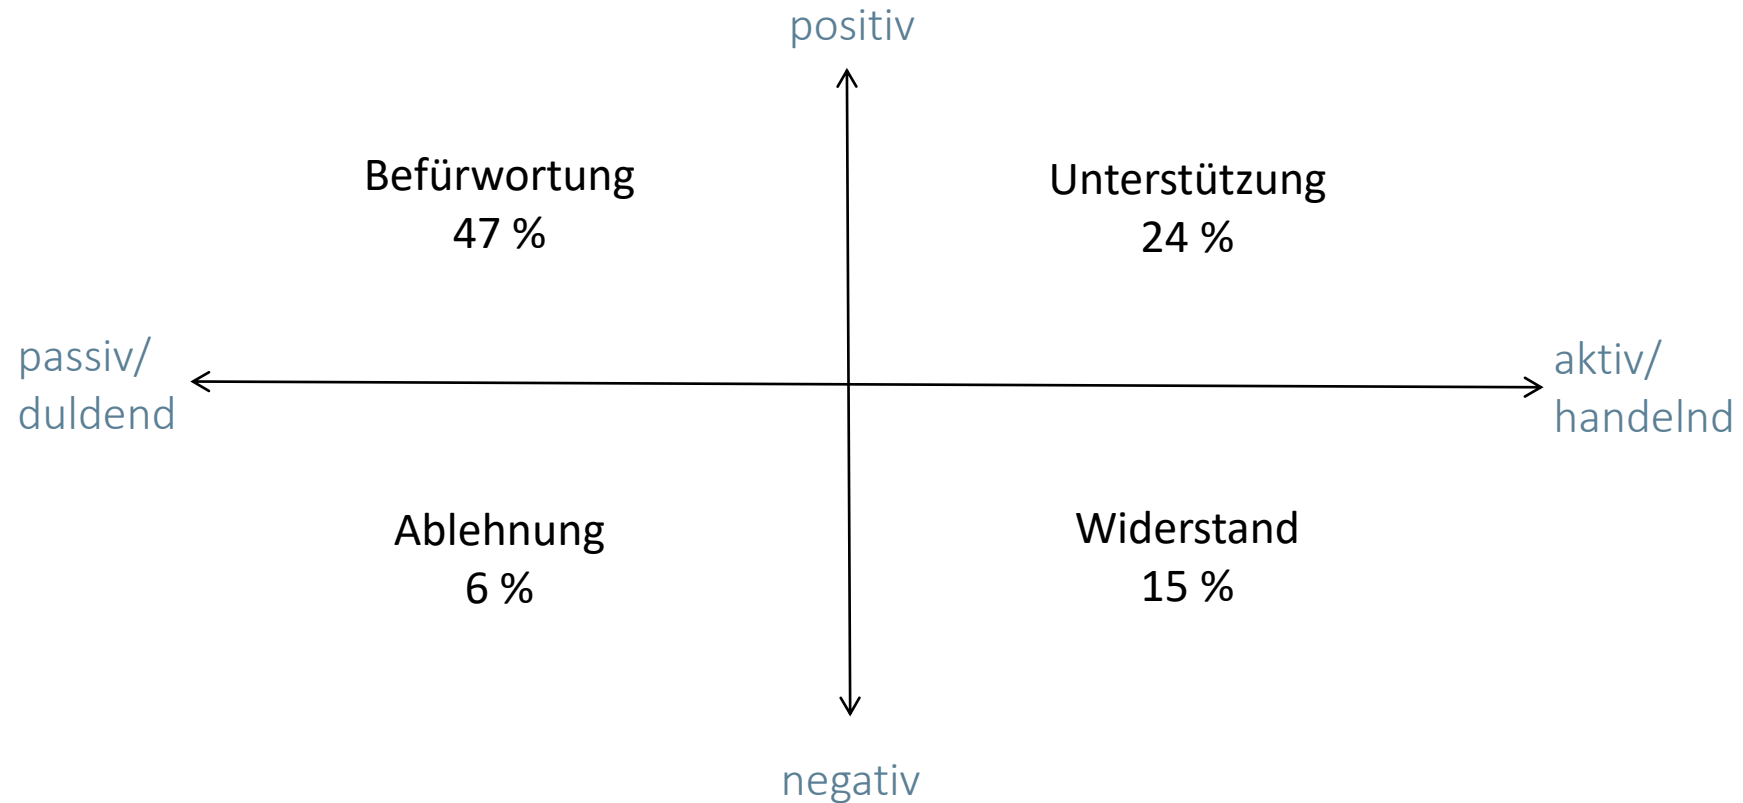 positiv
Befürwortung
47 %
Unterstützung
24 %
passiv/
duldend
aktiv/
handelnd
Ablehnung
6 %
Widerstand
15 %
negativ